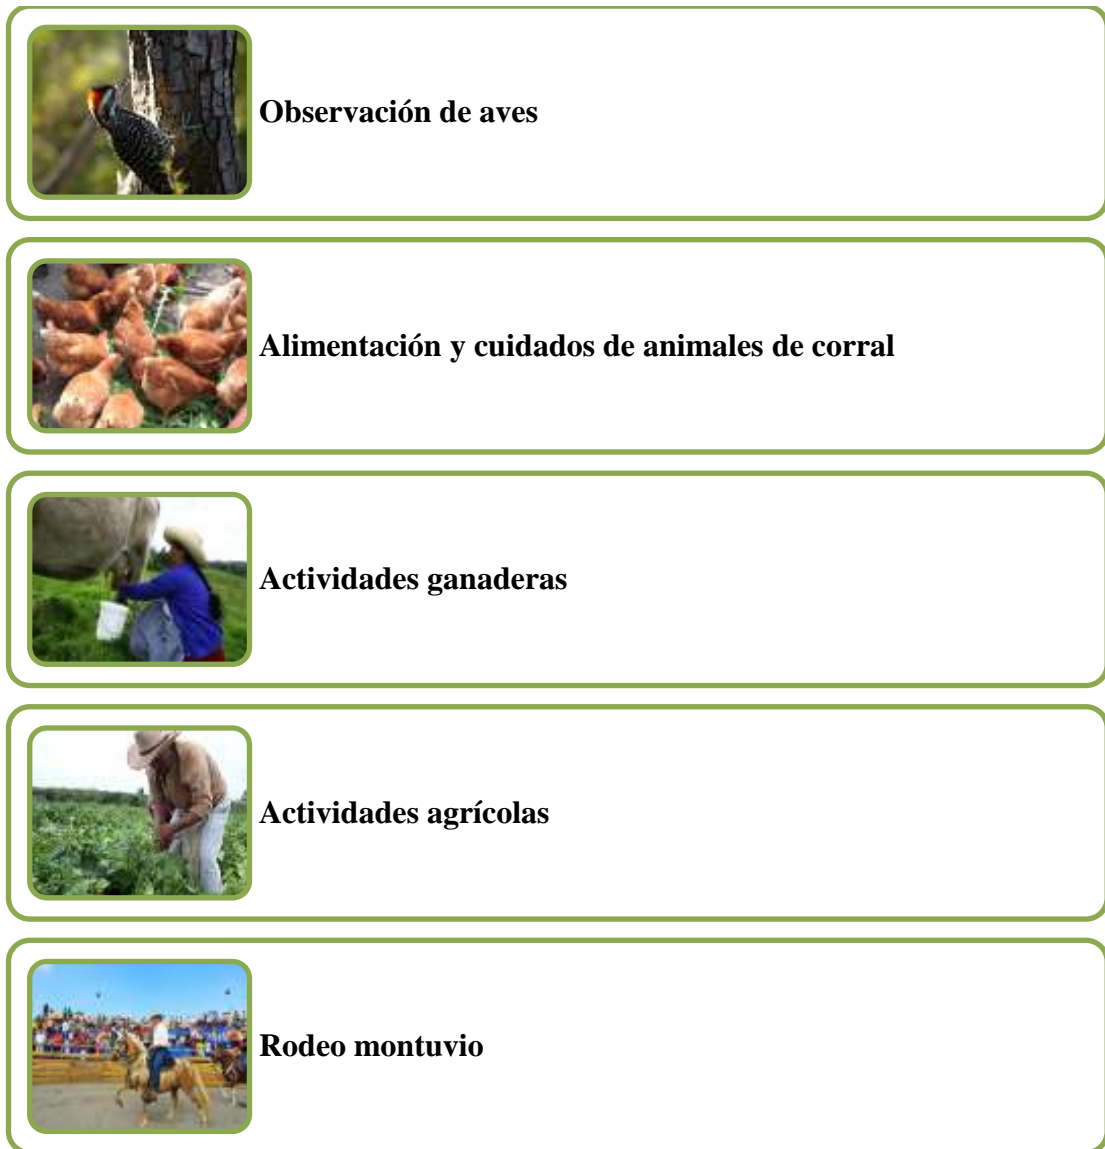 Observación de aves
Alimentación y cuidados de animales de corral
Actividades ganaderas
Actividades agrícolas
Rodeo montuvio